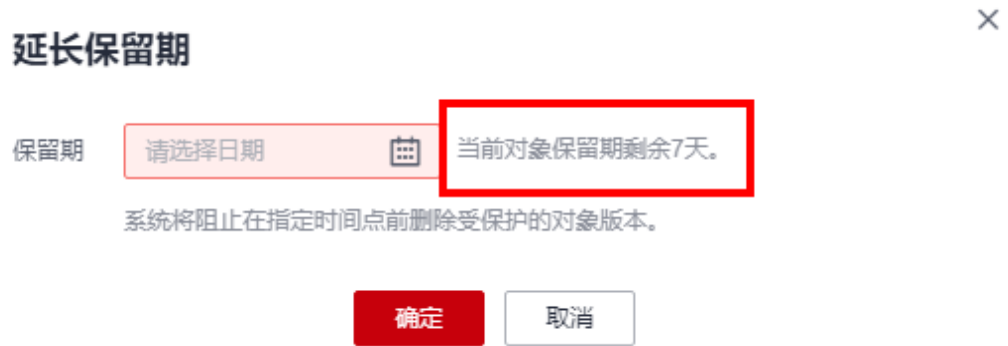 延长保留期
保留期 请选择日期 当前对象保留期剩余7天。
系统将阻止在指定时间点前删除受保护的对象版本。
确定 取消